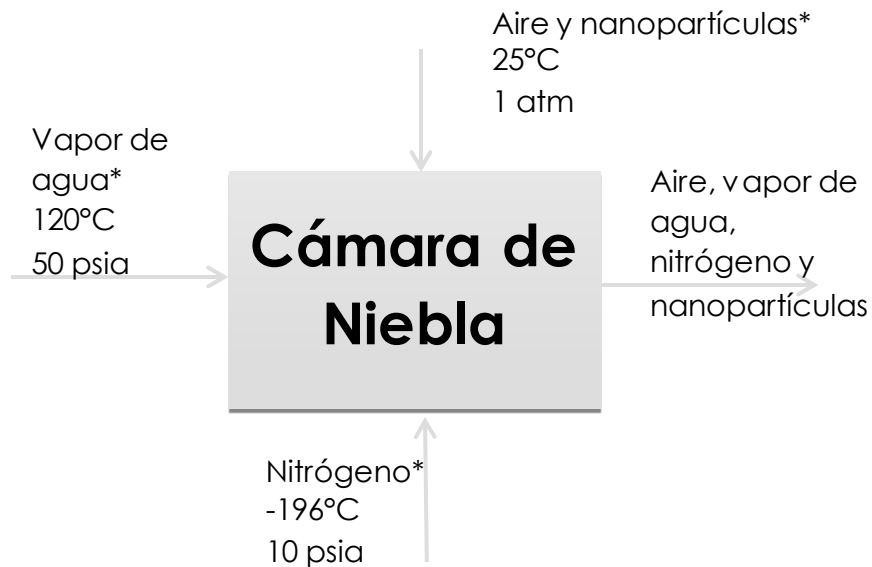 Aire y nanopartículas*
25°C
1 atm
Vapor de
agua*
120°C
50 psia
Cámara de
Niebla
Aire, vapor de
agua,
nitrógeno y
nanopartículas
Nitrógeno*
-196°C
10 psia